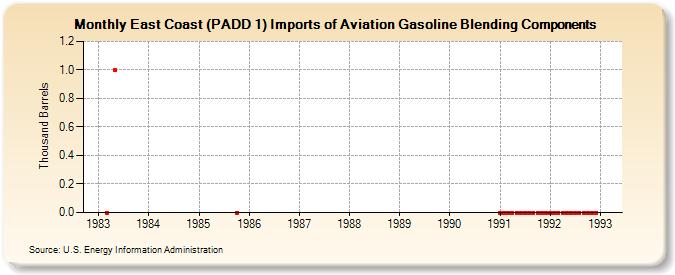 Monthly East Coast (PADD 1) Imports of Aviation Gasoline Blending Components
Thousand Barrels
1.2
1.0
0.8
0.6
0.4
0.2
0.0
1983 1984 1985 1986 1987 1988 1989 1990 1991 1992 1993
Source: U.S. Energy Information Administration